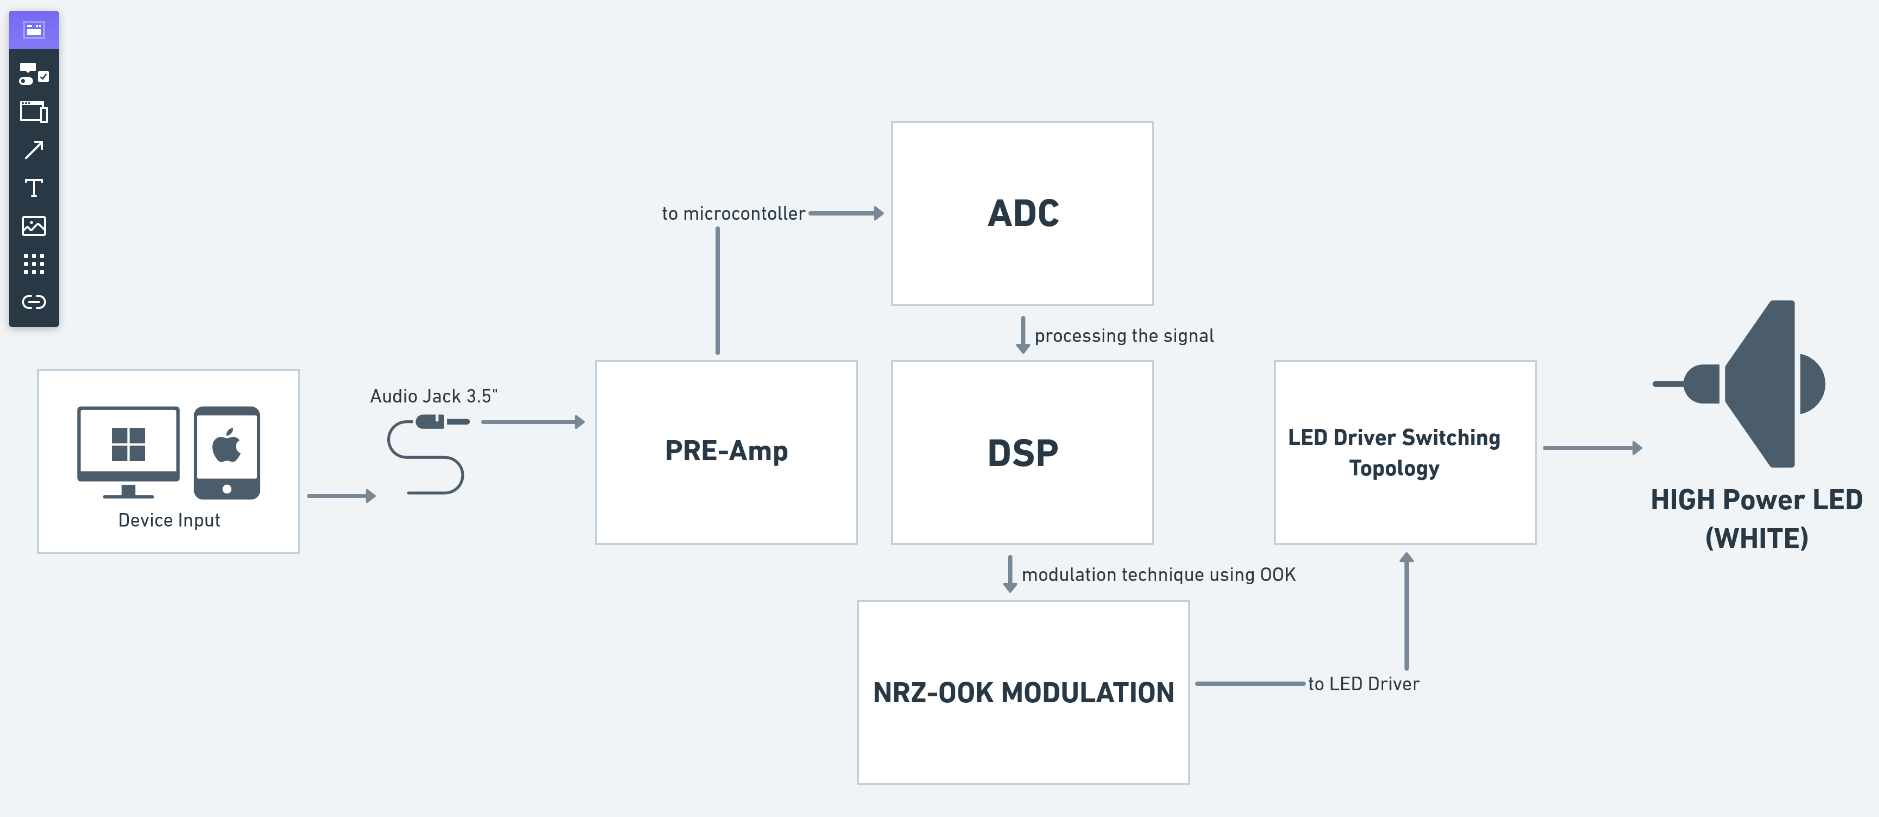 Device Input
Audio Jack 3.5"
PRE-Amp
to microcontoller
ADC
processing the signal
DSP
modulation technique using OOK
NRZ-OOK MODULATION
to LED Driver
LED Driver Switching
Topology
HIGH Power LED
(WHITE)